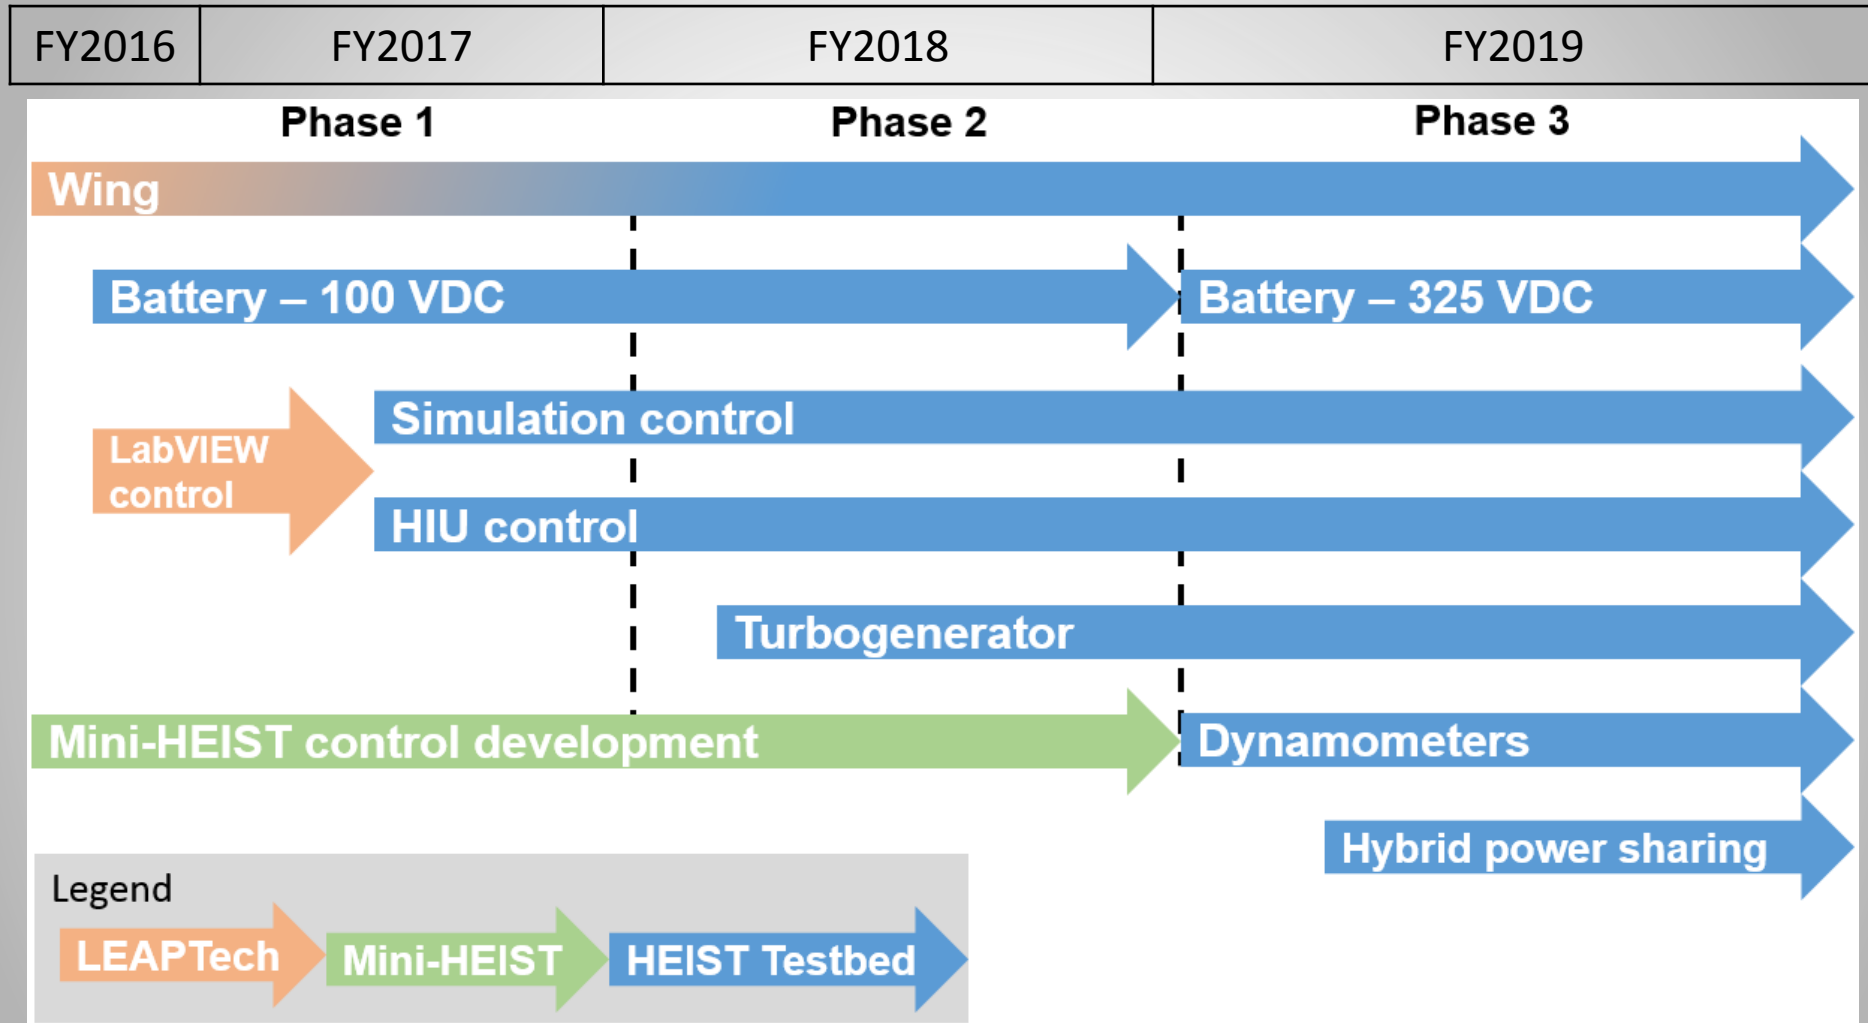 FY2016 FY2017 FY2018 FY2019
Phase 1 Phase 2 Phase 3
Wing
Battery – 100 VDC
Battery – 325 VDC
LabVIEW
control
Simulation control
HIU control
Turbogenerator
Mini-HEIST control development
Dynamometers
Hybrid power sharing
Legend
LEAPTech
Mini-HEIST
HEIST Testbed